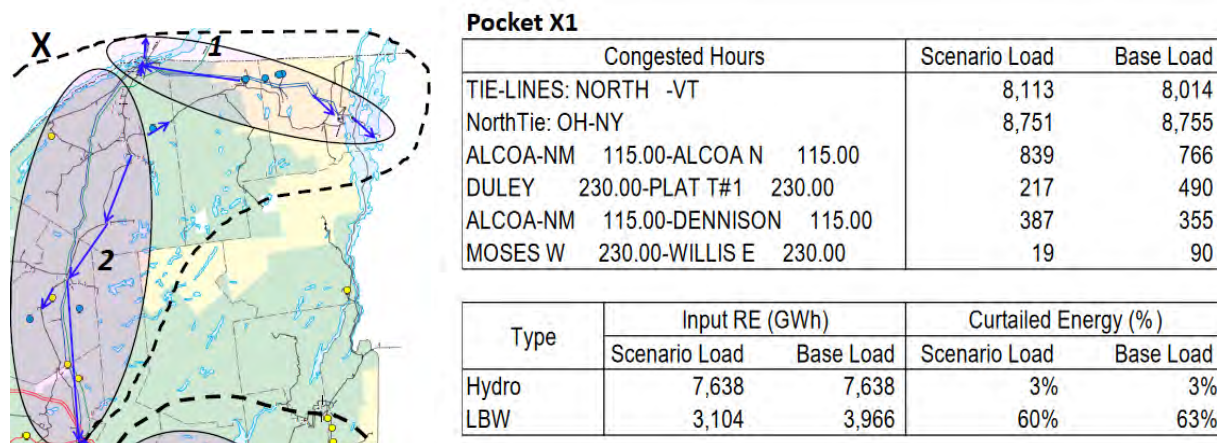 X
1
2
Pocket X1
Congested Hours Scenario Load Base Load
TIE-LINES: NORTH -VT 8,113 8,014
NorthTie: OH-NY 8,751 8,755
ALCOA-NM 115.00-ALCOA N 115.00 839 766
DULEY 230.00-PLAT T#1 230.00 217 490
ALCOA-NM 115.00-DENNISON 115.00 387 355
MOSES W 230.00-WILLIS E 230.00 19 90
Type Input RE (GWh) Curtailed Energy (%)
Scenario Load Base Load Scenario Load Base Load
Hydro 7,638 7,638 3% 3%
LBW 3,104 3,966 60% 63%